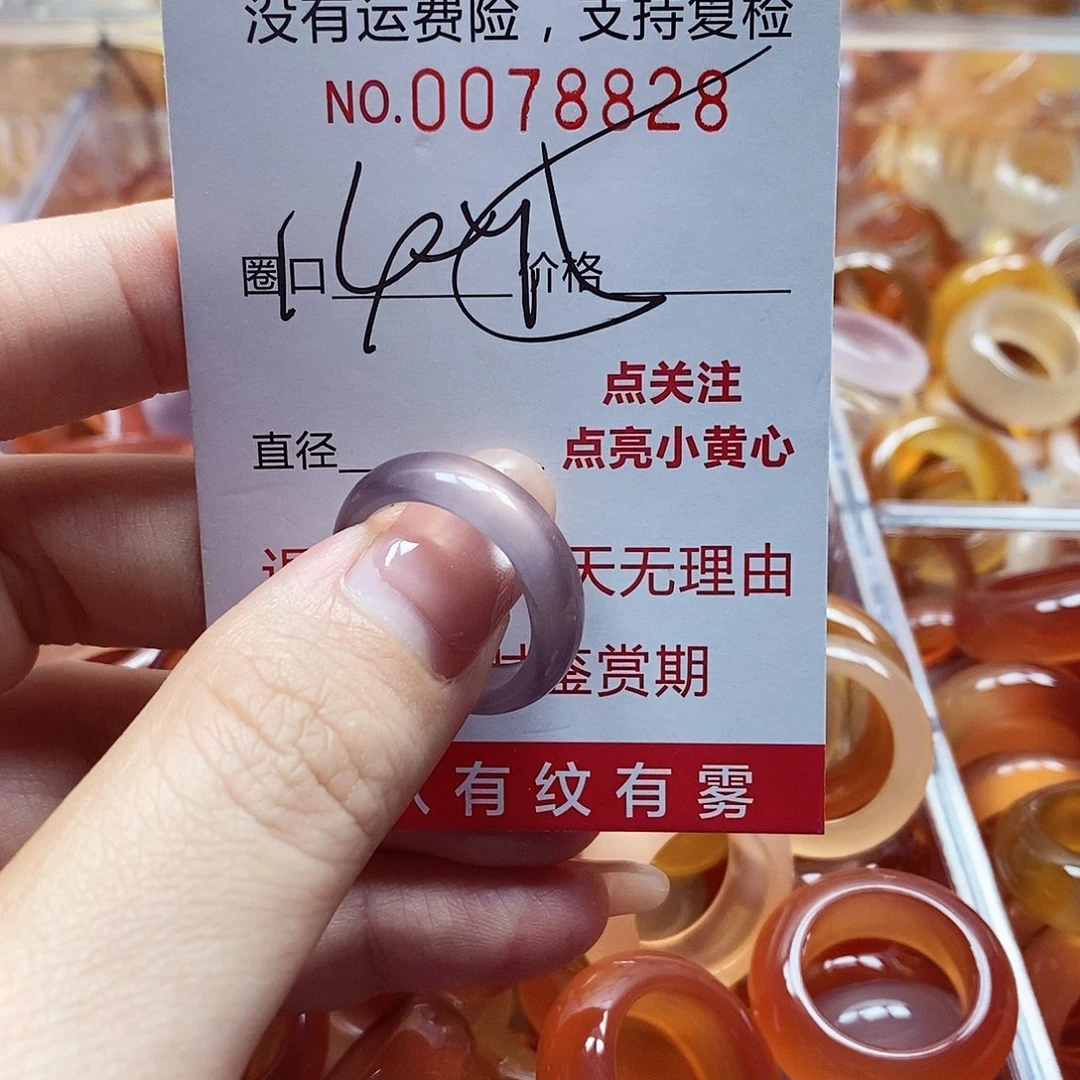 没有运费险，支持复检
NO.0078828
圈口 价格
点关注
直径 点亮小黄心
天无理由
鉴赏期
有纹有雾